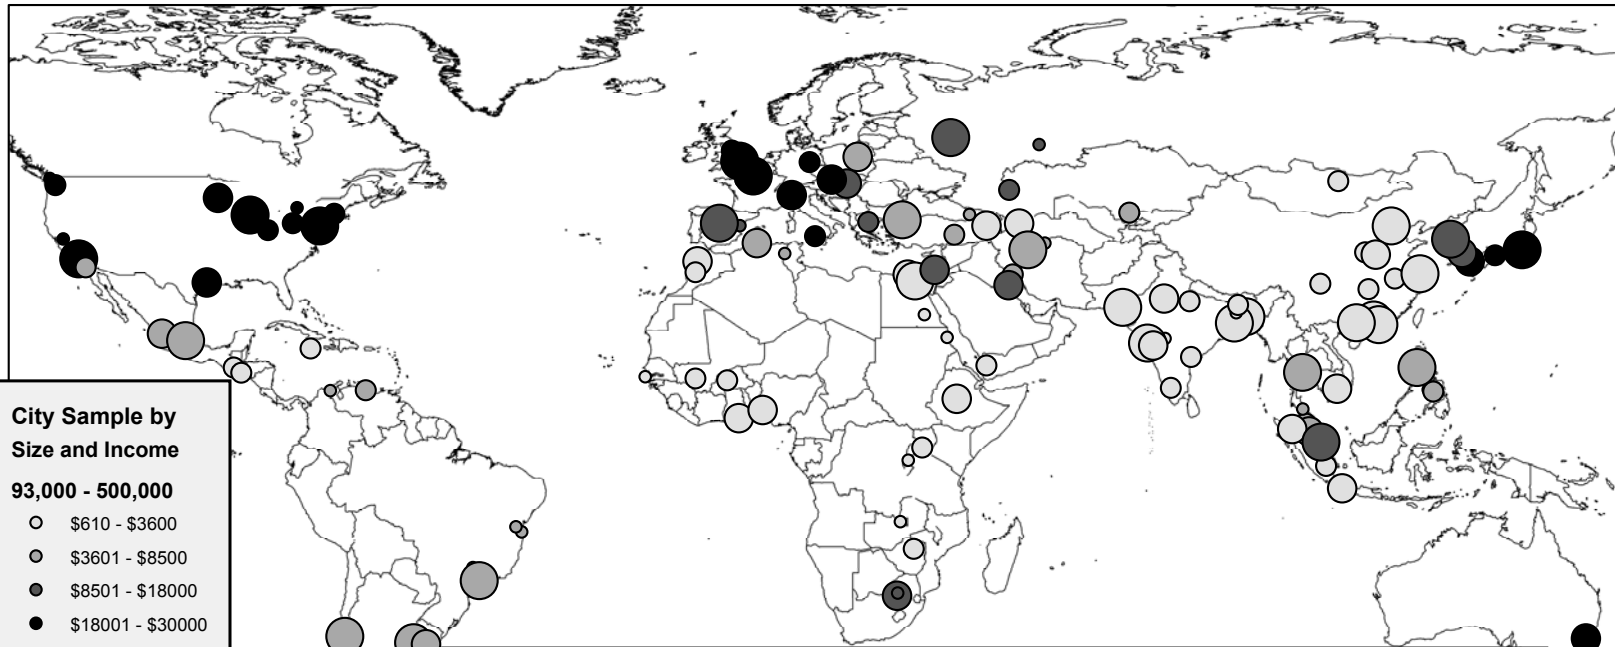 City Sample by
Size and Income
93,000 - 500,000
$610 - $3600
$3601 - $8500
$8501 - $18000
$18001 - $30000